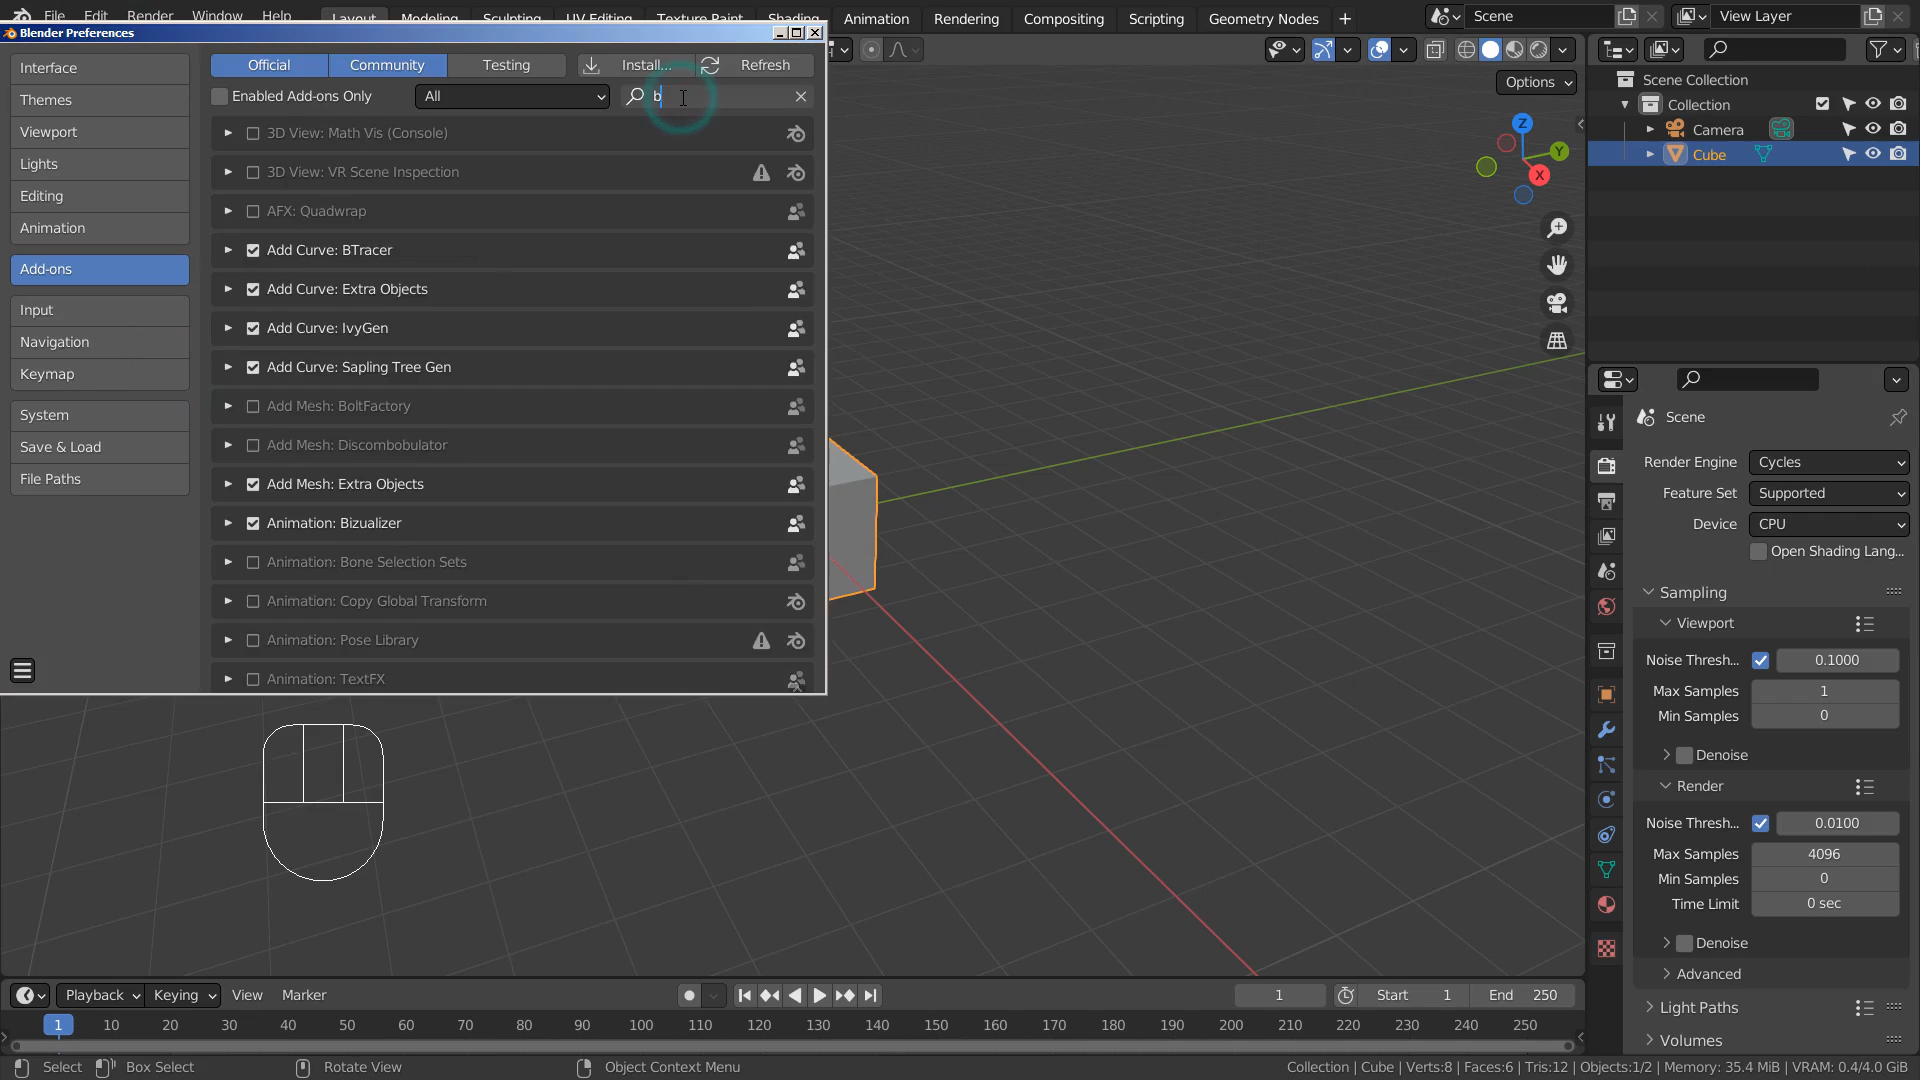 File Edit Render Window Help Layout Modeling Sculpting UV Editing Texture Paint Shading Animation Rendering Compositing Scripting Geometry Nodes + Scene View Layer
Blender Preferences
Interface
Themes
Viewport
Lights
Editing
Animation
Add-ons
Input
Navigation
Keymap
System
Save & Load
File Paths
Official Community Testing Install... Refresh
Enabled Add-ons Only All b
3D View: Math Vis (Console)
3D View: VR Scene Inspection
AFX: Quadwrap
Add Curve: BTracer
Add Curve: Extra Objects
Add Curve: IvyGen
Add Curve: Sapling Tree Gen
Add Mesh: BoltFactory
Add Mesh: Discombobulator
Add Mesh: Extra Objects
Animation: Bizualizer
Animation: Bone Selection Sets
Animation: Copy Global Transform
Animation: Pose Library
Animation: TextFX
Options
Z
Y
X
Scene Collection
Collection
Camera
Cube
Scene
Render Engine Cycles
Feature Set Supported
Device CPU
Open Shading Lang...
Sampling
Viewport
Noise Thresh... 0.1000
Max Samples 1
Min Samples 0
Denoise
Render
Noise Thresh... 0.0100
Max Samples 4096
Min Samples 0
Time Limit 0 sec
Denoise
Advanced
Light Paths
Volumes
Playback Keying View Marker 1 Start 1 End 250
1 10 20 30 40 50 60 70 80 90 100 110 120 130 140 150 160 170 180 190 200 210 220 230 240 250
Select Box Select Rotate View Object Context Menu Collection | Cube | Verts:8 | Faces:6 | Tris:12 | Objects:1/2 | Memory: 35.4 MiB | VRAM: 0.4/4.0 GiB